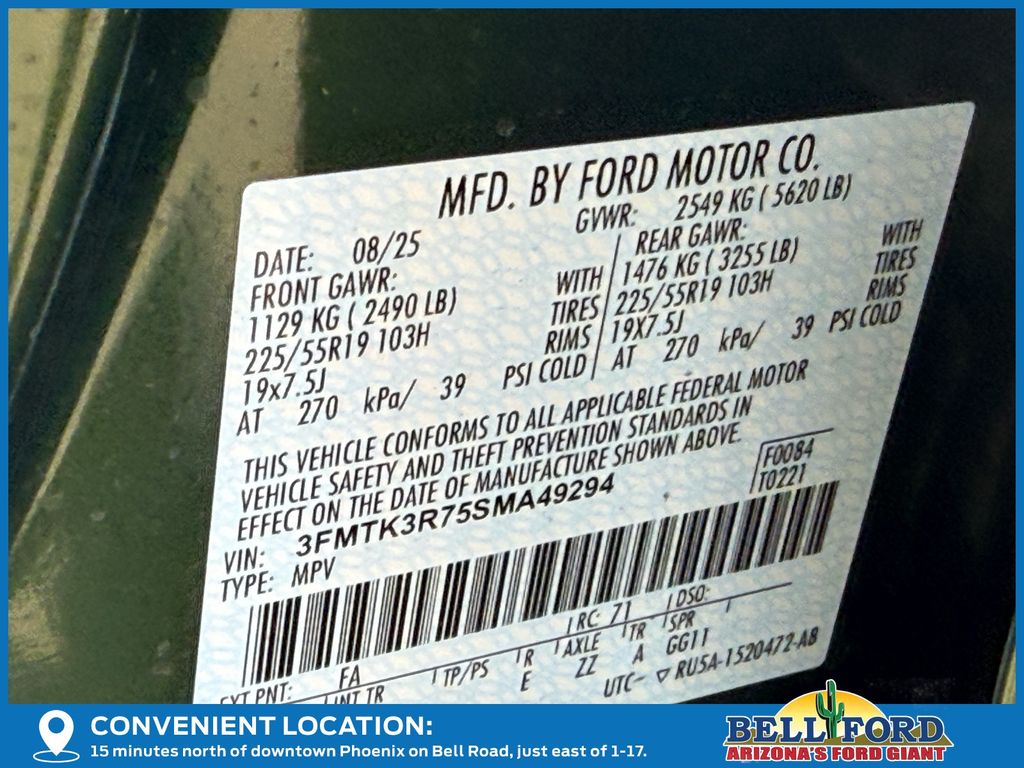 MFD. BY FORD MOTOR CO.
DATE: 08/25 GVWR: 2549 KG ( 5620 LB)
FRONT GAWR: REAR GAWR:
1129 KG ( 2490 LB) WITH 1476 KG ( 3255 LB) WITH
225/55R19 103H TIRES 225/55R19 103H TIRES
19x7.5J RIMS 19X7.5J RIMS
AT 270 kPa/ 39 PSI COLD AT 270 kPa/ 39 PSI COLD
THIS VEHICLE CONFORMS TO ALL APPLICABLE FEDERAL MOTOR
VEHICLE SAFETY AND THEFT PREVENTION STANDARDS IN
EFFECT ON THE DATE OF MANUFACTURE SHOWN ABOVE.
F0084
VIN: 3FMTK3R75SMA49294 T0221
TYPE: MPV
EXT PNT: FA RC: 71 DSO:
INT TR TP/PS R AXLE TR SPR
E ZZ A GG11
UTC- ▽ RU5A-1520472-AB
CONVENIENT LOCATION:
15 minutes north of downtown Phoenix on Bell Road, just east of 1-17.
BELL FORD
ARIZONA'S FORD GIANT